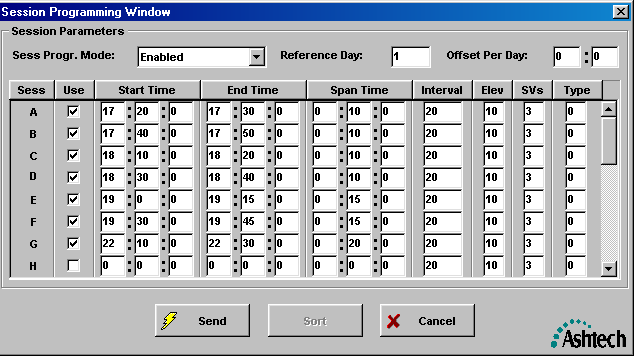 Session Programming Window
Session Parameters
Sess Progr. Mode: Enabled Reference Day: 1 Offset Per Day: 0 : 0
Sess Use Start Time End Time Span Time Interval Elev SVs Type
A 17 : 20 : 0 17 : 30 : 0 0 : 10 : 0 20 10 3 0
B 17 : 40 : 0 17 : 50 : 0 0 : 10 : 0 20 10 3 0
C 18 : 10 : 0 18 : 20 : 0 0 : 10 : 0 20 10 3 0
D 18 : 30 : 0 18 : 40 : 0 0 : 10 : 0 20 10 3 0
E 19 : 0 : 0 19 : 15 : 0 0 : 15 : 0 20 10 3 0
F 19 : 30 : 0 19 : 45 : 0 0 : 15 : 0 20 10 3 0
G 22 : 10 : 0 22 : 30 : 0 0 : 20 : 0 20 10 3 0
H 0 : 0 : 0 0 : 0 : 0 0 : 0 : 0 20 10 3 0
Send Sort Cancel
Ashtech